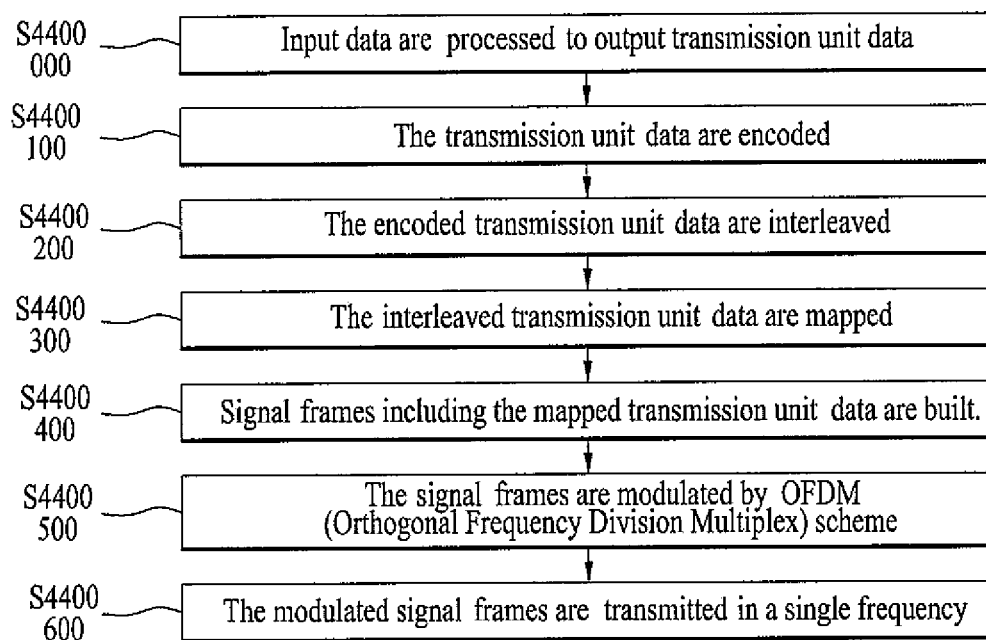 S4400
000
Input data are processed to output transmission unit data
S4400
100
The transmission unit data are encoded
S4400
200
The encoded transmission unit data are interleaved
S4400
300
The interleaved transmission unit data are mapped
S4400
400
Signal frames including the mapped transmission unit data are built.
S4400
500
The signal frames are modulated by OFDM
(Orthogonal Frequency Division Multiplex) scheme
S4400
600
The modulated signal frames are transmitted in a single frequency